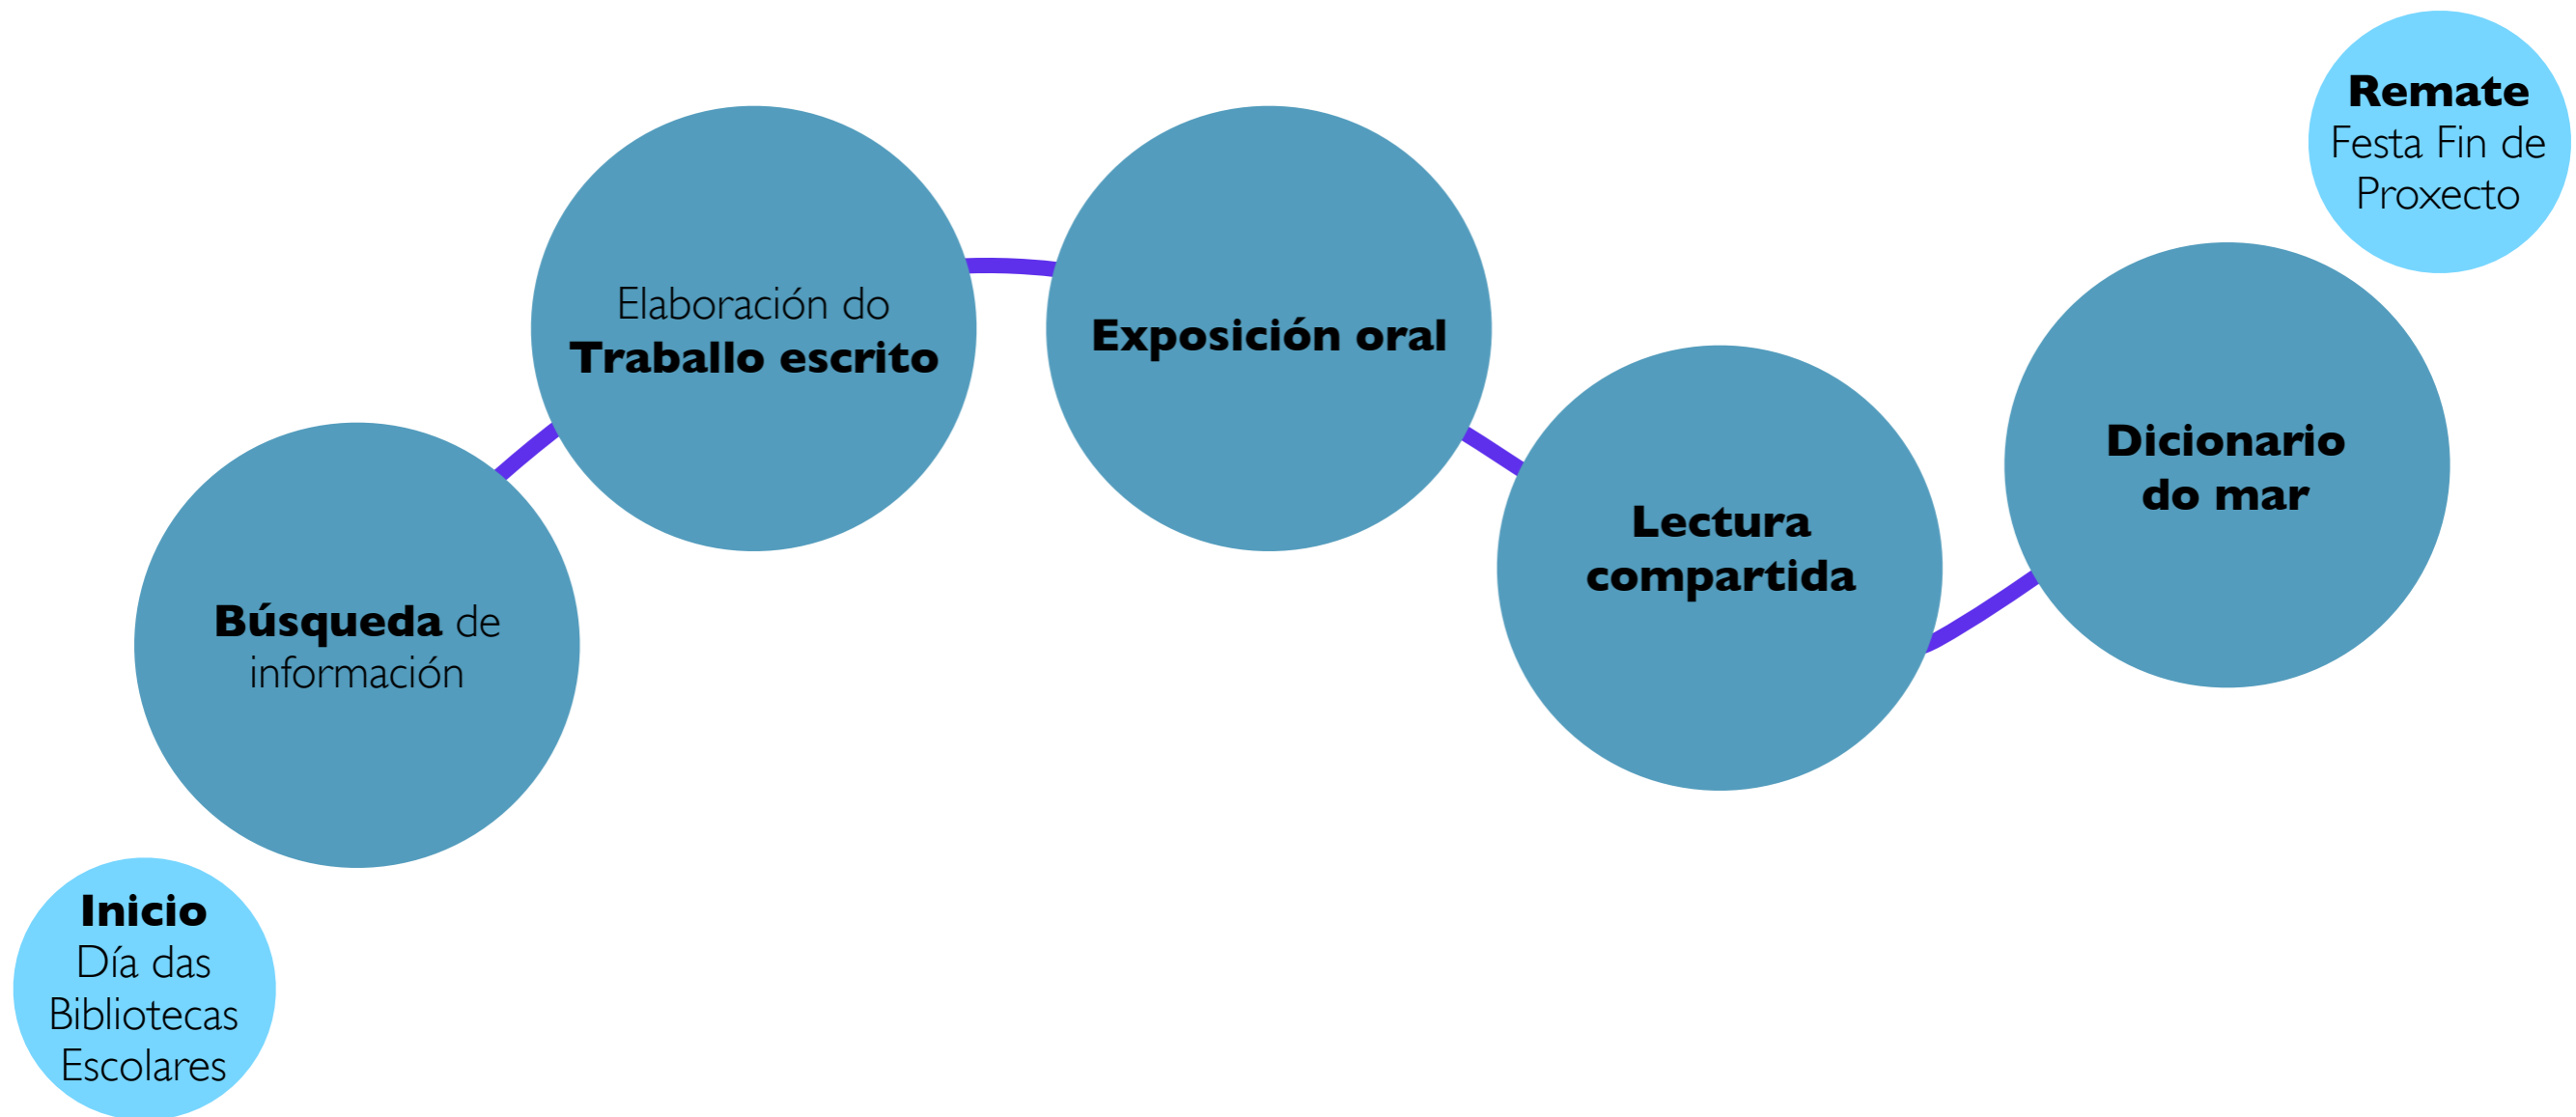 Inicio
Día das
Bibliotecas
Escolares
Búsqueda de
información
Elaboración do
Traballo escrito
Exposición oral
Lectura
compartida
Dicionario
do mar
Remate
Festa Fin de
Proxecto